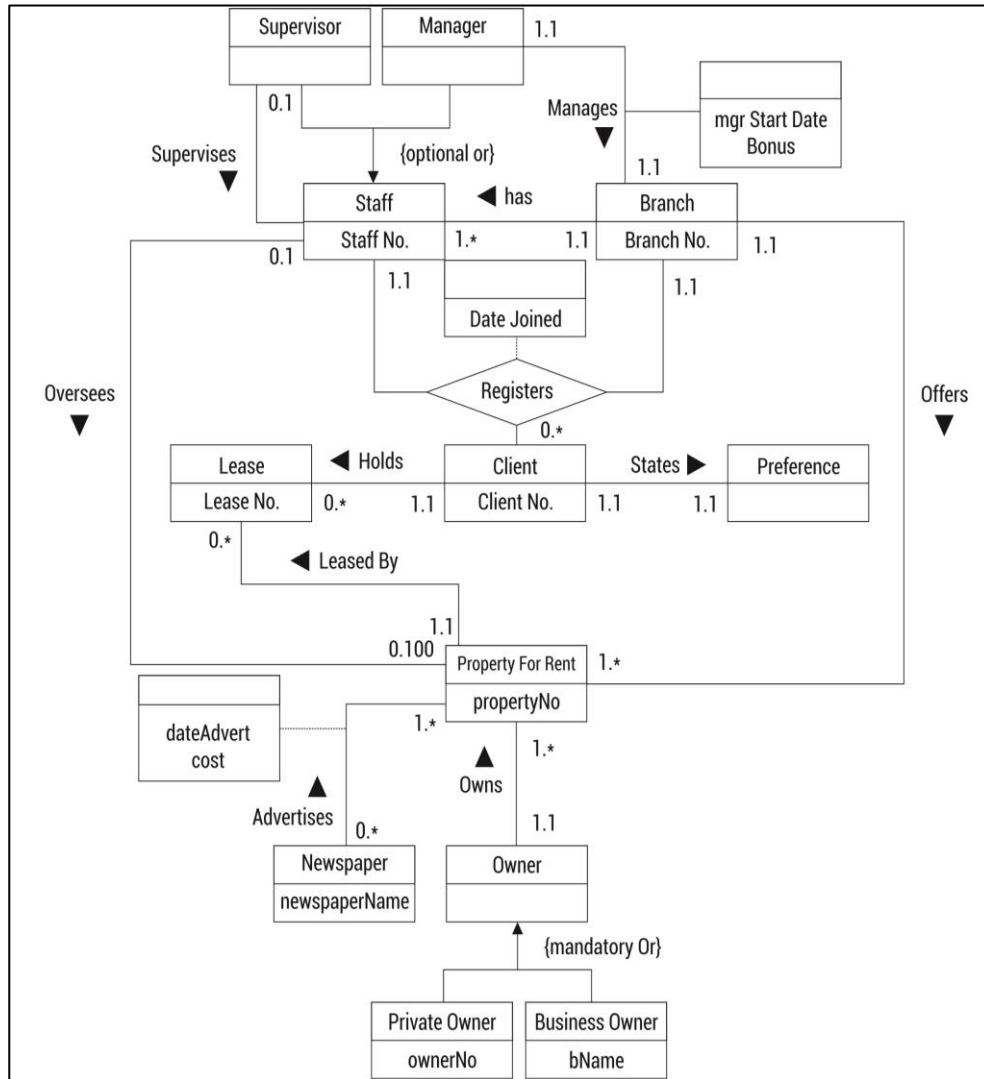 Supervisor
Manager
1.1
0.1
Manages
mgr Start Date
Bonus
Supervises
{optional or}
1.1
has
Staff
Branch
Staff No.
1.*
1.1
Branch No.
1.1
0.1
1.1
1.1
Date Joined
Oversees
Registers
Offers
0.*
Lease
Holds
Client
States
Preference
Lease No.
0.*
1.1
Client No.
1.1
1.1
0.*
Leased By
1.1
0.100
Property For Rent
1.*
propertyNo
dateAdvert
cost
1.*
1.*
Owns
Advertises
0.*
1.1
Newspaper
Owner
newspaperName
{mandatory Or}
Private Owner
Business Owner
ownerNo
bName